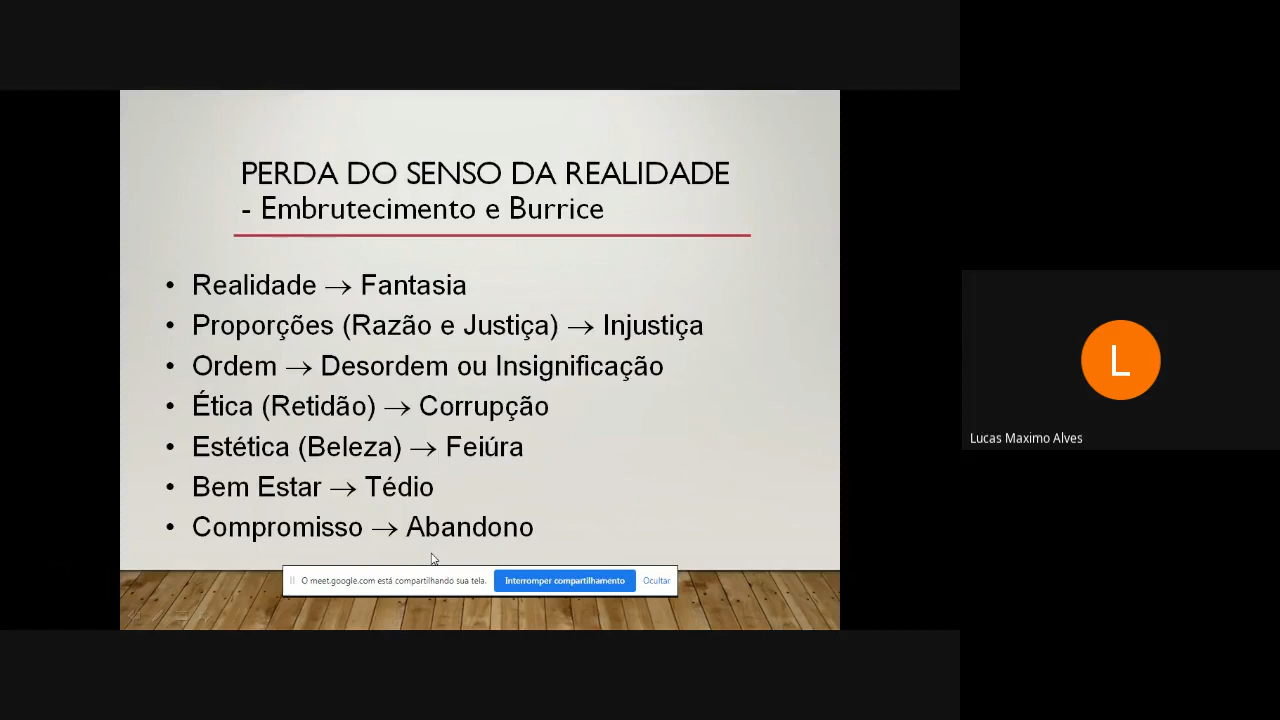 PERDA DO SENSO DA REALIDADE
- Embrutecimento e Burrice
• Realidade → Fantasia
• Proporções (Razão e Justiça) → Injustiça
• Ordem → Desordem ou Insignificação
• Ética (Retidão) → Corrupção
• Estética (Beleza) → Feiúra
• Bem Estar → Tédio
• Compromisso → Abandono
O meet.google.com está compartilhando sua tela. Interromper compartilhamento Ocultar
L
Lucas Maximo Alves